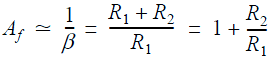 A_f ≃ 1/β = (R_1 + R_2)/R_1 = 1 + R_2/R_1